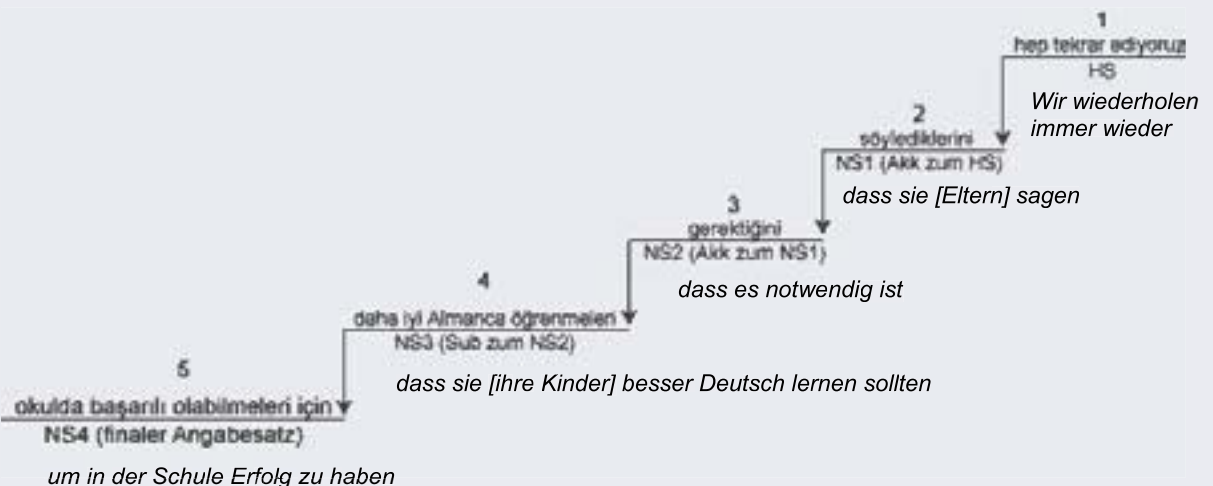 1
hep tekrar ediyoruz
HS
Wir wiederholen
immer wieder
2
söylediklerini
NS1 (Akk zum HS)
dass sie [Eltern] sagen
3
gerektiğini
NS2 (Akk zum NS1)
dass es notwendig ist
4
daha iyi Almanca öğrenmeleri
NS3 (Sub zum NS2)
dass sie [ihre Kinder] besser Deutsch lernen sollten
5
okulda başarılı olabilmeleri için
NS4 (finaler Angabesatz)
um in der Schule Erfolg zu haben